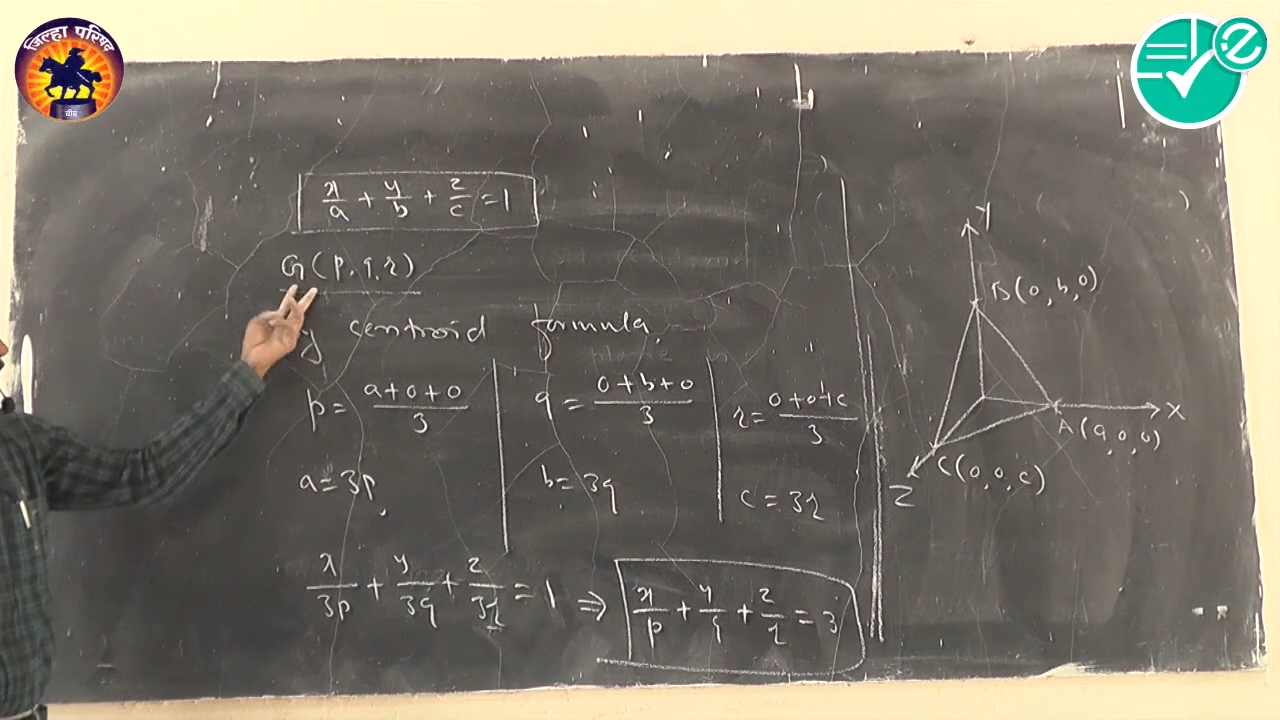 जिल्हा परिषद
बीड
x/a + y/b + z/c = 1
G(p, q, r)
y centroid formula,
p = (a+0+0)/3
q = (0+b+0)/3
r = (0+0+c)/3
a = 3p
b = 3q
c = 3r
x/3p + y/3q + z/3r = 1 ⇒ x/p + y/q + z/r = 3
Y
B(0, b, 0)
X
A(a, 0, 0)
C(0, 0, c)
Z